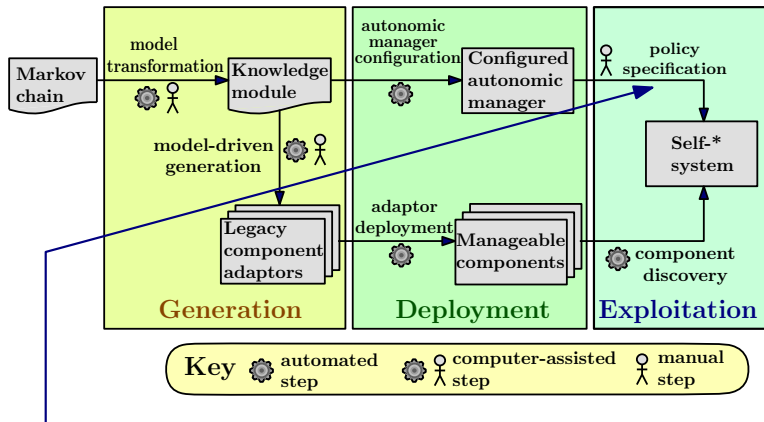 Markov
chain
model
transformation
Knowledge
module
autonomic
manager
configuration
Configured
autonomic
manager
policy
specification
Self-*
system
model-driven
generation
Legacy
component
adaptors
adaptor
deployment
Manageable
components
component
discovery
Generation
Deployment
Exploitation
Key
automated
step
computer-assisted
step
manual
step